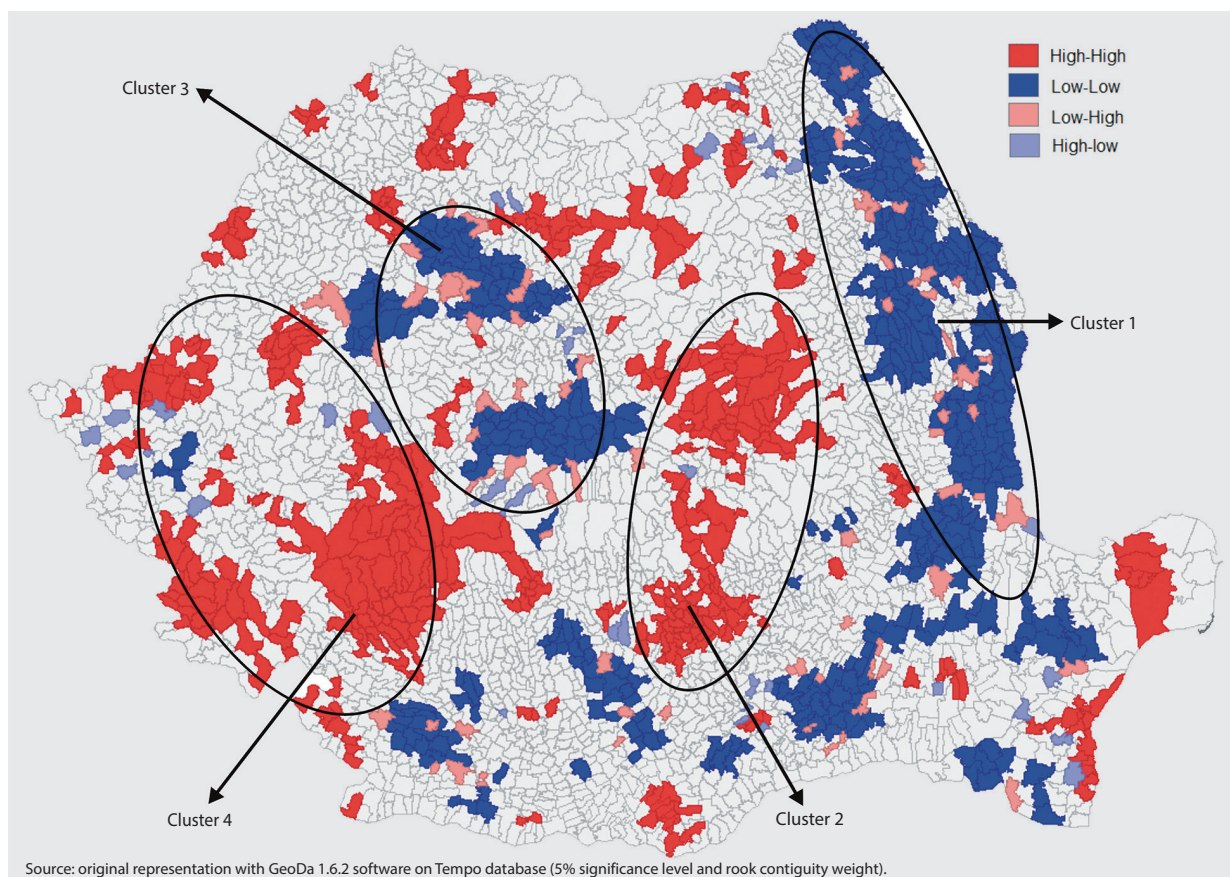 Cluster 3
High-High
Low-Low
Low-High
High-low
Cluster 1
Cluster 4
Cluster 2
Source: original representation with GeoDa 1.6.2 software on Tempo database (5% significance level and rook contiguity weight).